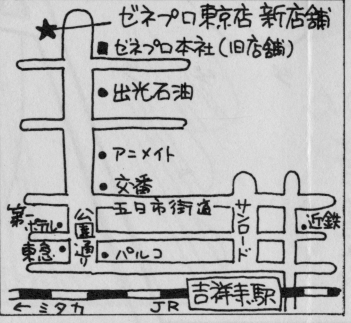 ゼネプロ東京店 新店舗
ゼネプロ本社(旧店舗)
出光石油
アニメイト
交番
五日市街道
サンロード
第一ホテル
公園通り
近鉄
東急
パルコ
吉祥寺駅
←ミタカ
JR